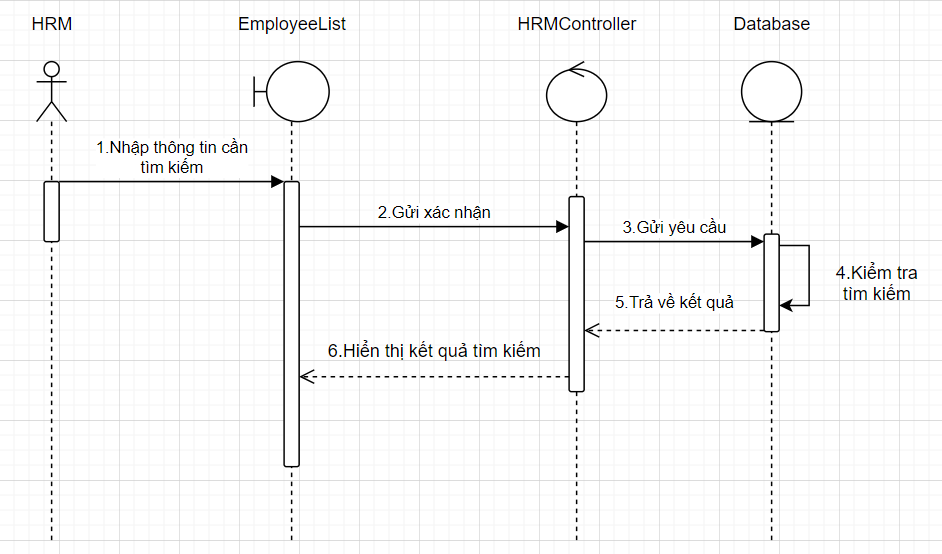 HRM
EmployeeList
HRMController
Database
1.Nhập thông tin cần
tìm kiếm
2.Gửi xác nhận
3.Gửi yêu cầu
4.Kiểm tra
tìm kiếm
5.Trả về kết quả
6.Hiển thị kết quả tìm kiếm